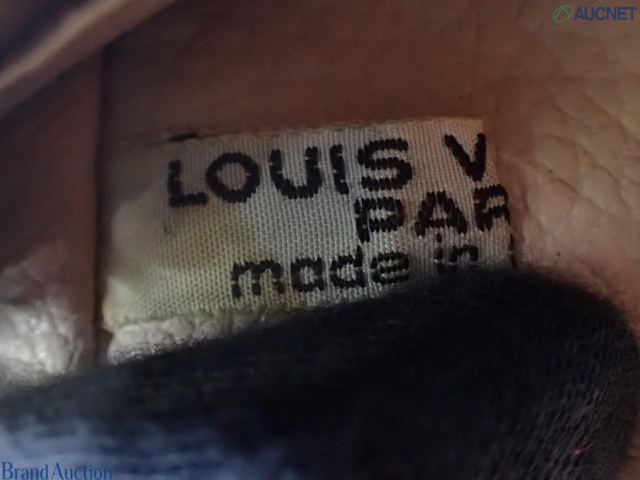 AUCNET
LOUIS V
PAR
made in
BrandAuction